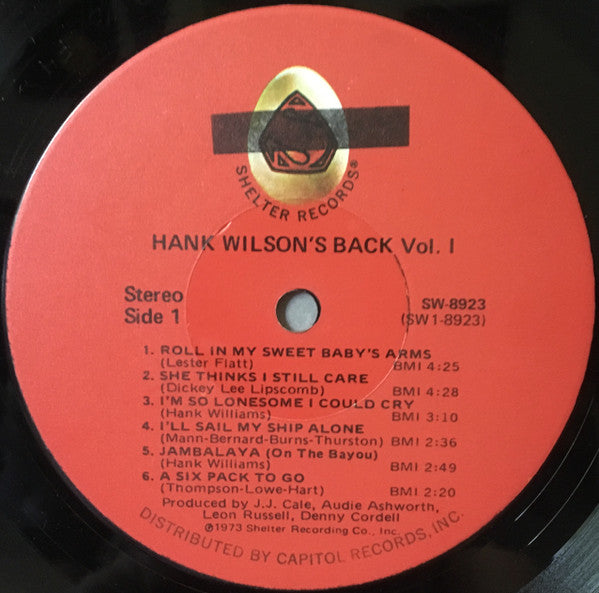 SHELTER RECORDS®
HANK WILSON'S BACK Vol. I
Stereo
Side 1
SW-8923
(SW1-8923)
1. ROLL IN MY SWEET BABY'S ARMS
(Lester Flatt) BMI 4:25
2. SHE THINKS I STILL CARE
(Dickey Lee Lipscomb) BMI 4:28
3. I'M SO LONESOME I COULD CRY
(Hank Williams) BMI 3:10
4. I'LL SAIL MY SHIP ALONE
(Mann-Bernard-Burns-Thurston) BMI 2:36
5. JAMBALAYA (On The Bayou)
(Hank Williams) BMI 2:49
6. A SIX PACK TO GO
(Thompson-Lowe-Hart) BMI 2:20
Produced by J.J. Cale, Audie Ashworth,
Leon Russell, Denny Cordell
©1973 Shelter Recording Co., Inc.
DISTRIBUTED BY CAPITOL RECORDS, INC.